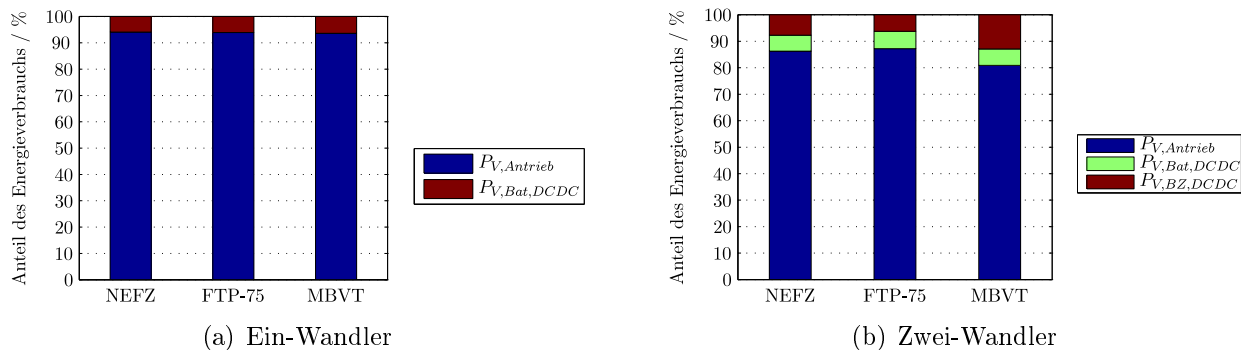 Anteil des Energieverbrauchs / %
100
90
80
70
60
50
40
30
20
10
0
NEFZ FTP-75 MBVT
P_{V,Antrieb}
P_{V,Bat,DCDC}
(a) Ein-Wandler
Anteil des Energieverbrauchs / %
100
90
80
70
60
50
40
30
20
10
0
NEFZ FTP-75 MBVT
P_{V,Antrieb}
P_{V,Bat,DCDC}
P_{V,BZ,DCDC}
(b) Zwei-Wandler